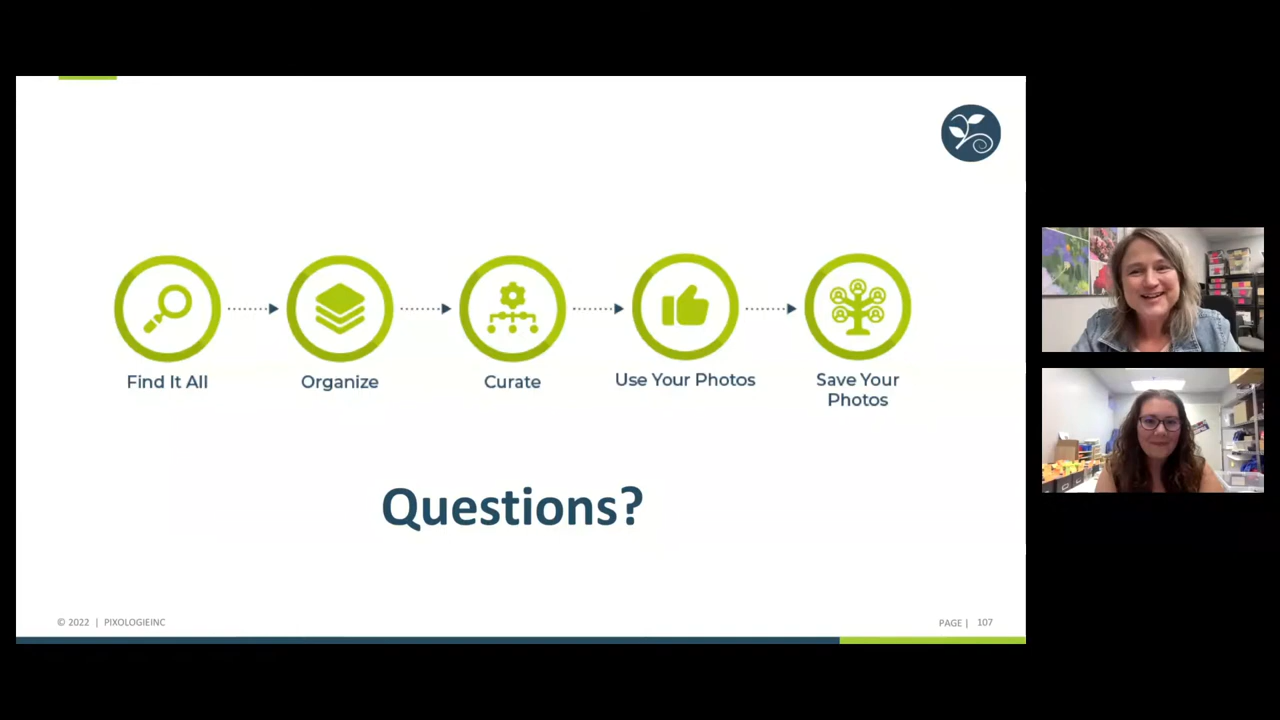 Find It All
Organize
Curate
Use Your Photos
Save Your
Photos
Questions?
© 2022 | PIXOLOGIEINC
PAGE | 107